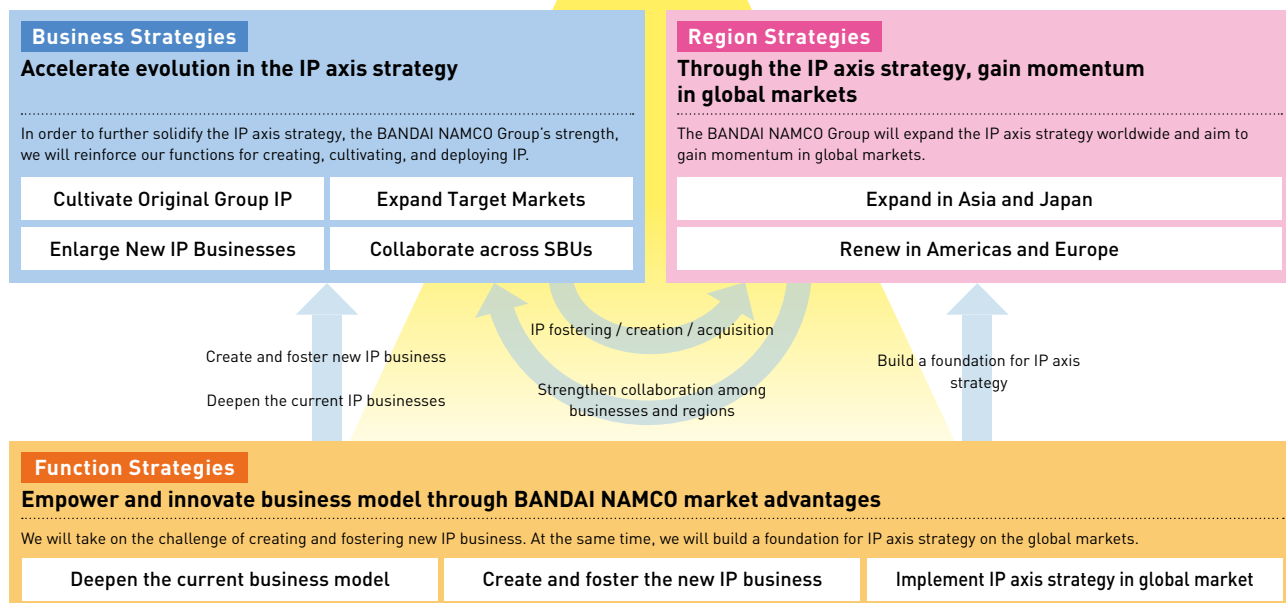 Business Strategies
Accelerate evolution in the IP axis strategy
In order to further solidify the IP axis strategy, the BANDAI NAMCO Group's strength,
we will reinforce our functions for creating, cultivating, and deploying IP.
Cultivate Original Group IP
Expand Target Markets
Enlarge New IP Businesses
Collaborate across SBUs
Region Strategies
Through the IP axis strategy, gain momentum
in global markets
The BANDAI NAMCO Group will expand the IP axis strategy worldwide and aim to
gain momentum in global markets.
Expand in Asia and Japan
Renew in Americas and Europe
Create and foster new IP business
Deepen the current IP businesses
IP fostering / creation / acquisition
Strengthen collaboration among
businesses and regions
Build a foundation for IP axis
strategy
Function Strategies
Empower and innovate business model through BANDAI NAMCO market advantages
We will take on the challenge of creating and fostering new IP business. At the same time, we will build a foundation for IP axis strategy on the global markets.
Deepen the current business model
Create and foster the new IP business
Implement IP axis strategy in global market